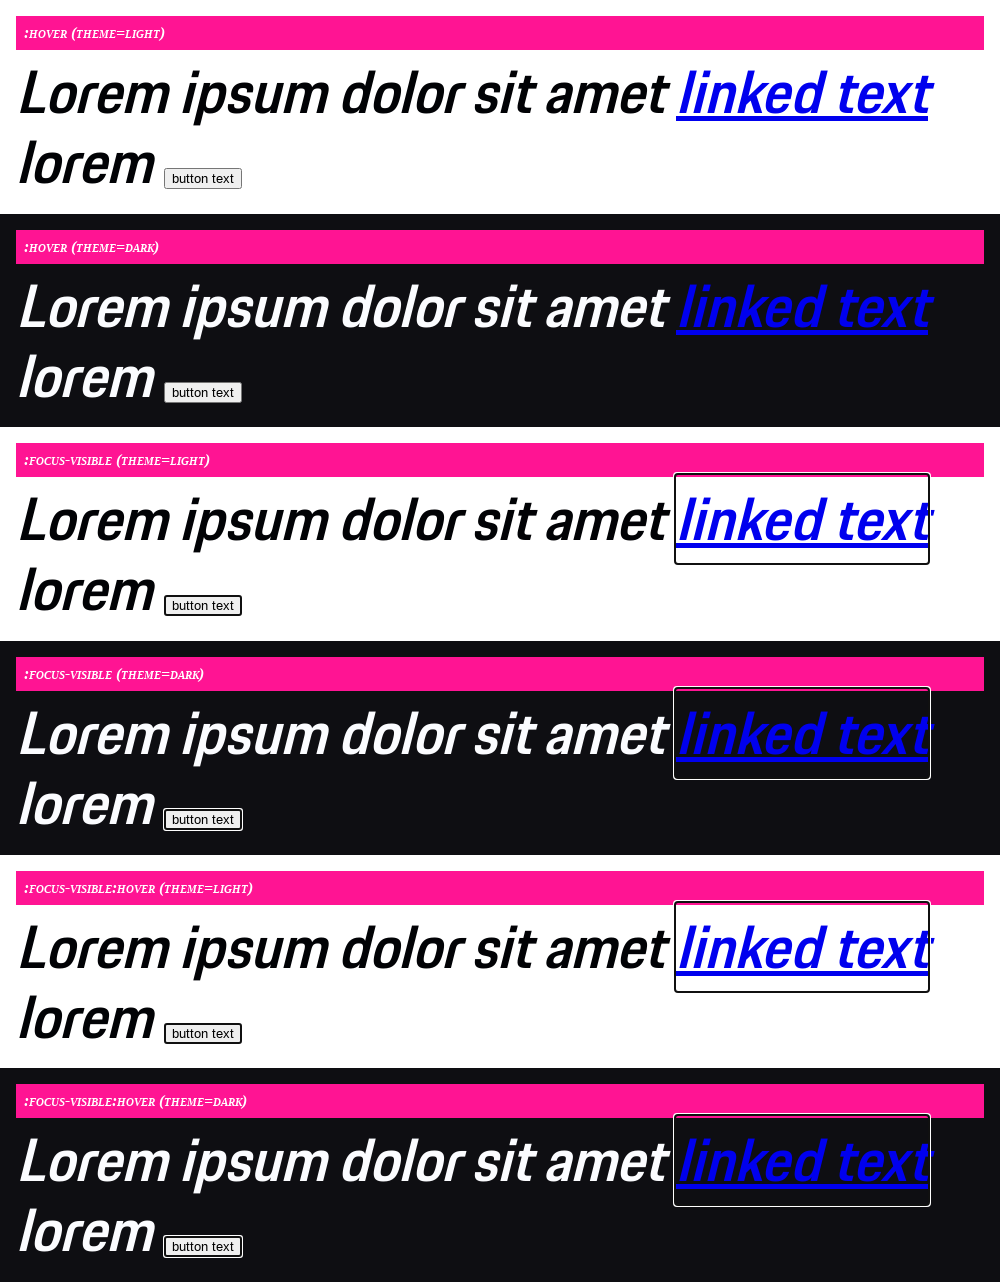 :hover (theme=light)
Lorem ipsum dolor sit amet linked text
lorem button text
:hover (theme=dark)
Lorem ipsum dolor sit amet linked text
lorem button text
:focus-visible (theme=light)
Lorem ipsum dolor sit amet linked text
lorem button text
:focus-visible (theme=dark)
Lorem ipsum dolor sit amet linked text
lorem button text
:focus-visible:hover (theme=light)
Lorem ipsum dolor sit amet linked text
lorem button text
:focus-visible:hover (theme=dark)
Lorem ipsum dolor sit amet linked text
lorem button text